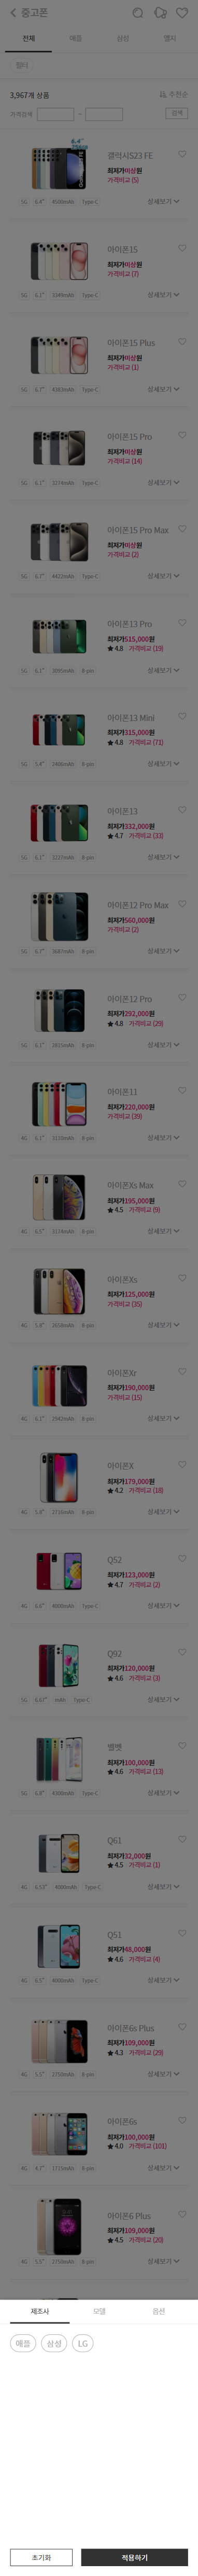 중고폰
전체 애플 삼성 엘지
필터
3,967개 상품 추천순
가격검색 ~ 검색
갤럭시S23 FE
최저가미상원
가격비교 (5)
5G 6.4" 4500mAh Type-C 상세보기
아이폰15
최저가미상원
가격비교 (7)
5G 6.1" 3349mAh Type-C 상세보기
아이폰15 Plus
최저가미상원
가격비교 (1)
5G 6.7" 4383mAh Type-C 상세보기
아이폰15 Pro
최저가미상원
가격비교 (14)
5G 6.1" 3274mAh Type-C 상세보기
아이폰15 Pro Max
최저가미상원
가격비교 (2)
5G 6.7" 4422mAh Type-C 상세보기
아이폰13 Pro
최저가515,000원
★ 4.8 가격비교 (19)
5G 6.1" 3095mAh 8-pin 상세보기
아이폰13 Mini
최저가315,000원
★ 4.8 가격비교 (71)
5G 5.4" 2406mAh 8-pin 상세보기
아이폰13
최저가332,000원
★ 4.7 가격비교 (33)
5G 6.1" 3227mAh 8-pin 상세보기
아이폰12 Pro Max
최저가560,000원
가격비교 (2)
5G 6.7" 3687mAh 8-pin 상세보기
아이폰12 Pro
최저가292,000원
★ 4.8 가격비교 (29)
5G 6.1" 2815mAh 8-pin 상세보기
아이폰11
최저가220,000원
가격비교 (39)
4G 6.1" 3110mAh 8-pin 상세보기
아이폰Xs Max
최저가195,000원
★ 4.5 가격비교 (9)
4G 6.5" 3174mAh 8-pin 상세보기
아이폰Xs
최저가125,000원
가격비교 (35)
4G 5.8" 2658mAh 8-pin 상세보기
아이폰Xr
최저가190,000원
가격비교 (15)
4G 6.1" 2942mAh 8-pin 상세보기
아이폰X
최저가179,000원
★ 4.2 가격비교 (18)
4G 5.8" 2716mAh 8-pin 상세보기
Q52
최저가123,000원
★ 4.7 가격비교 (2)
4G 6.6" 4000mAh Type-C 상세보기
Q92
최저가120,000원
★ 4.6 가격비교 (3)
5G 6.67" mAh Type-C 상세보기
벨벳
최저가100,000원
★ 4.6 가격비교 (13)
5G 6.8" 4300mAh Type-C 상세보기
Q61
최저가32,000원
★ 4.5 가격비교 (1)
4G 6.53" 4000mAh Type-C 상세보기
Q51
최저가48,000원
★ 4.6 가격비교 (4)
4G 6.5" 4000mAh Type-C 상세보기
아이폰6s Plus
최저가109,000원
★ 4.3 가격비교 (29)
4G 5.5" 2750mAh 8-pin 상세보기
아이폰6s
최저가100,000원
★ 4.0 가격비교 (101)
4G 4.7" 1715mAh 8-pin 상세보기
아이폰6 Plus
최저가109,000원
★ 4.5 가격비교 (20)
4G 5.5" 2750mAh 8-pin 상세보기
제조사 모델 옵션
애플 삼성 LG
초기화 적용하기